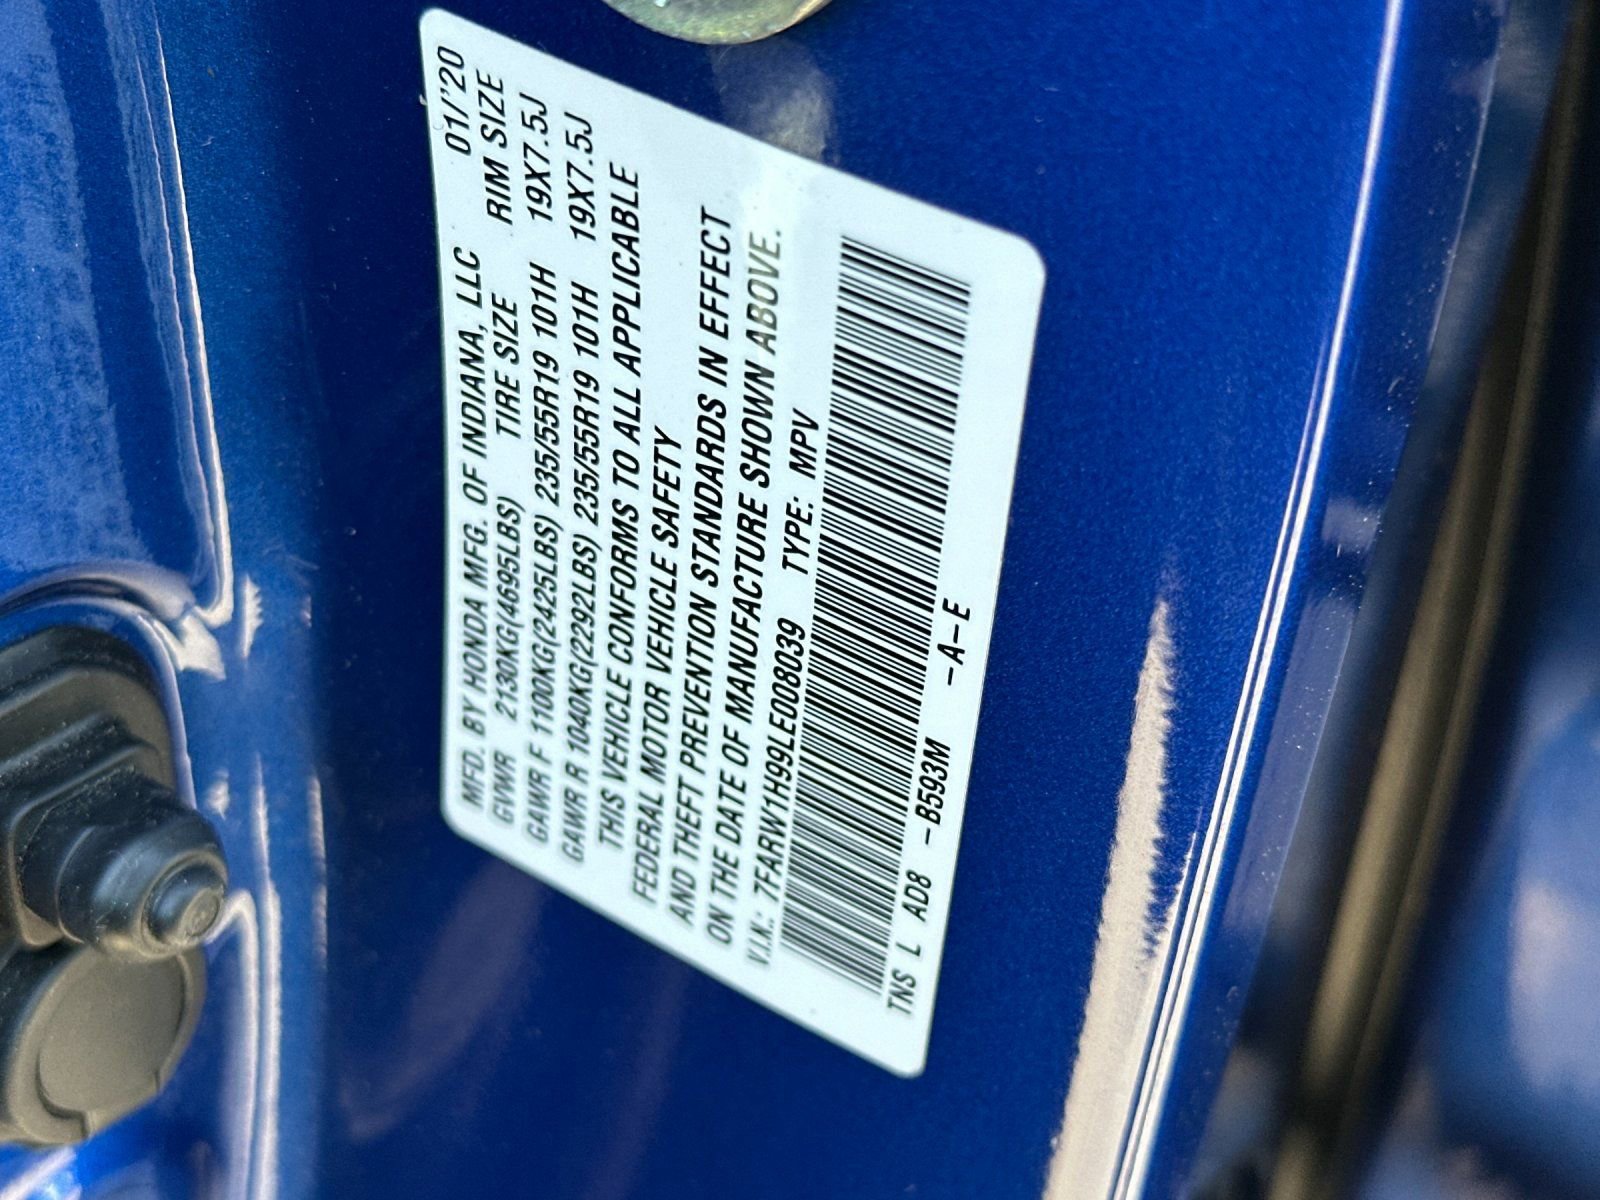 MFD. BY HONDA MFG. OF INDIANA, LLC 01/'20
GVWR 2130KG(4695LBS) TIRE SIZE RIM SIZE
GAWR F 1100KG(2425LBS) 235/55R19 101H 19X7.5J
GAWR R 1040KG(2292LBS) 235/55R19 101H 19X7.5J
THIS VEHICLE CONFORMS TO ALL APPLICABLE
FEDERAL MOTOR VEHICLE SAFETY
AND THEFT PREVENTION STANDARDS IN EFFECT
ON THE DATE OF MANUFACTURE SHOWN ABOVE.
V.I.N.: 7FARW1H99LE008039 TYPE: MPV
TNS L AD8 -B593M -A-E